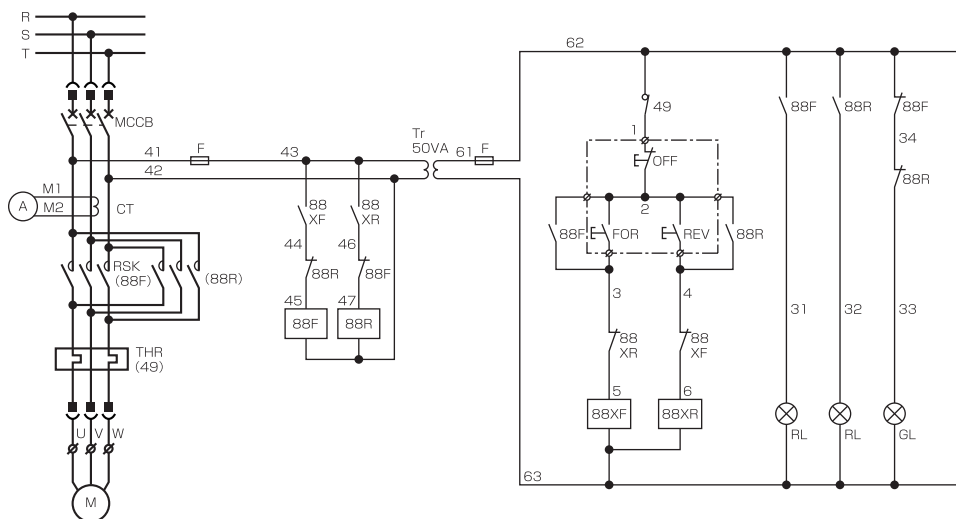 R
S
T
MCCB
41
F
43
Tr
50VA
61
F
42
62
49
1
OFF
2
88F
FOR
REV
88R
3
4
88
XR
88
XF
5
6
88XF
88XR
63
88F
88R
88F
34
88R
31
32
33
RL
RL
GL
M1
M2
A
CT
88
XF
88
XR
44
46
88R
88F
45
47
88F
88R
RSK
(88F)
(88R)
THR
(49)
U
V
W
M